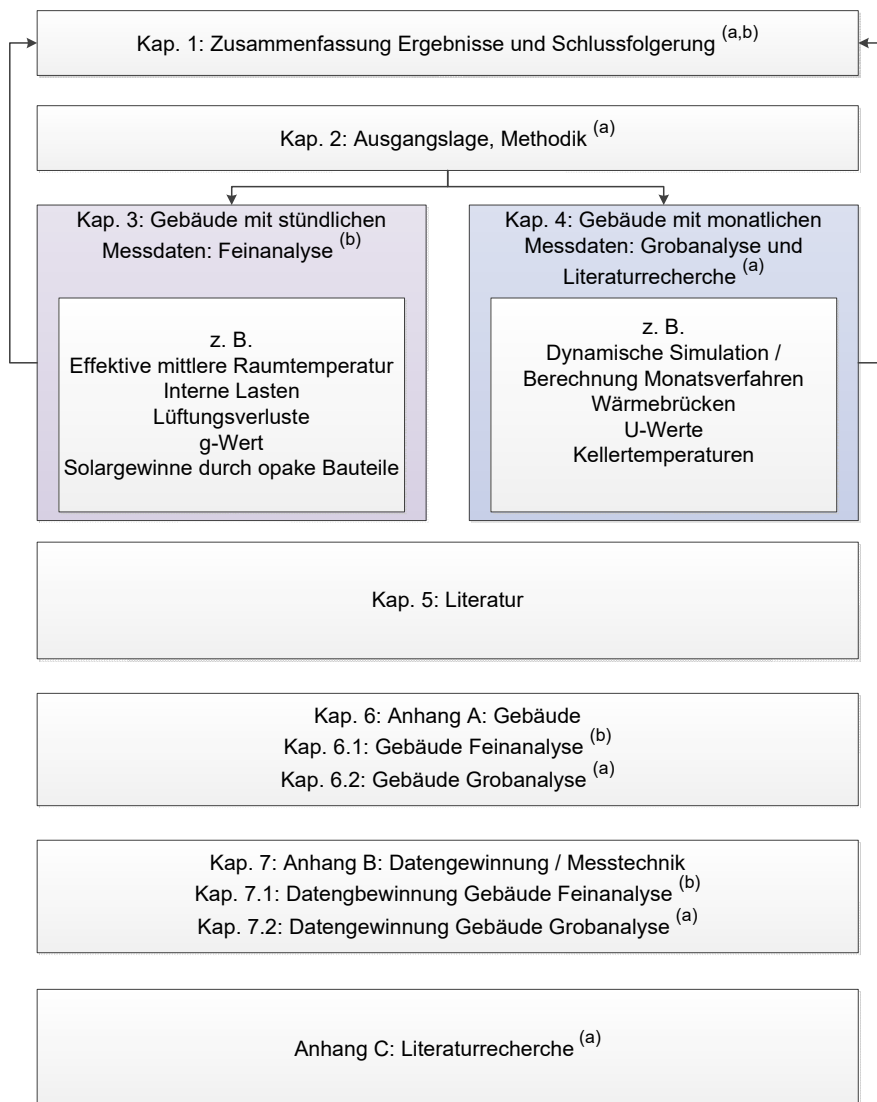 Kap. 1: Zusammenfassung Ergebnisse und Schlussfolgerung (a,b)
Kap. 2: Ausgangslage, Methodik (a)
Kap. 3: Gebäude mit stündlichen
Messdaten: Feinanalyse (b)
z. B.
Effektive mittlere Raumtemperatur
Interne Lasten
Lüftungsverluste
g-Wert
Solargewinne durch opake Bauteile
Kap. 4: Gebäude mit monatlichen
Messdaten: Grobanalyse und
Literaturrecherche (a)
z. B.
Dynamische Simulation /
Berechnung Monatsverfahren
Wärmebrücken
U-Werte
Kellertemperaturen
Kap. 5: Literatur
Kap. 6: Anhang A: Gebäude
Kap. 6.1: Gebäude Feinanalyse (b)
Kap. 6.2: Gebäude Grobanalyse (a)
Kap. 7: Anhang B: Datengewinnung / Messtechnik
Kap. 7.1: Datengbewinnung Gebäude Feinanalyse (b)
Kap. 7.2: Datengewinnung Gebäude Grobanalyse (a)
Anhang C: Literaturrecherche (a)